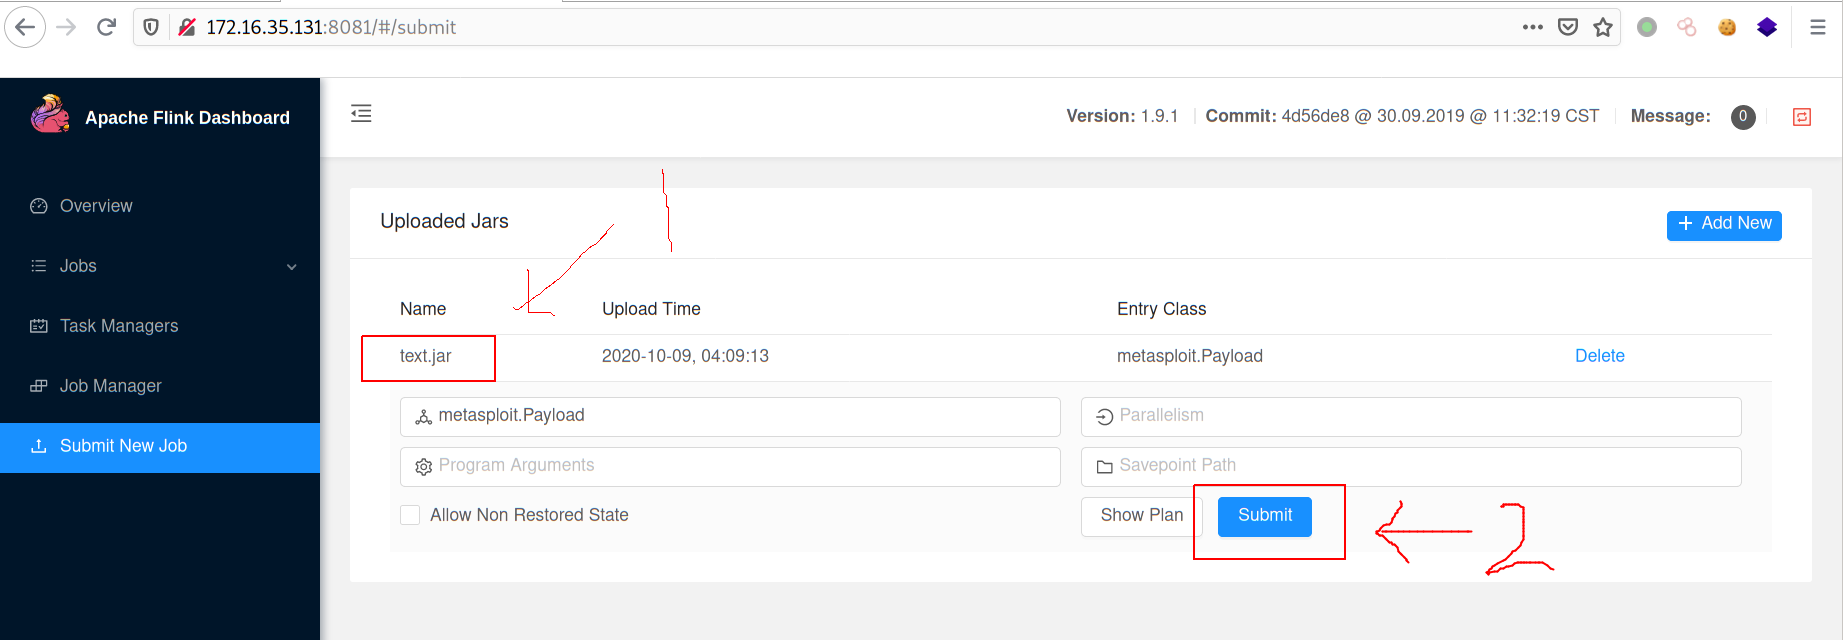 172.16.35.131:8081/#/submit
Apache Flink Dashboard
Version: 1.9.1 Commit: 4d56de8 @ 30.09.2019 @ 11:32:19 CST Message: 0
Overview
Jobs
Task Managers
Job Manager
Submit New Job
1
Uploaded Jars
+ Add New
Name Upload Time Entry Class
text.jar 2020-10-09, 04:09:13 metasploit.Payload Delete
metasploit.Payload Parallelism
Program Arguments Savepoint Path
Allow Non Restored State Show Plan Submit
2